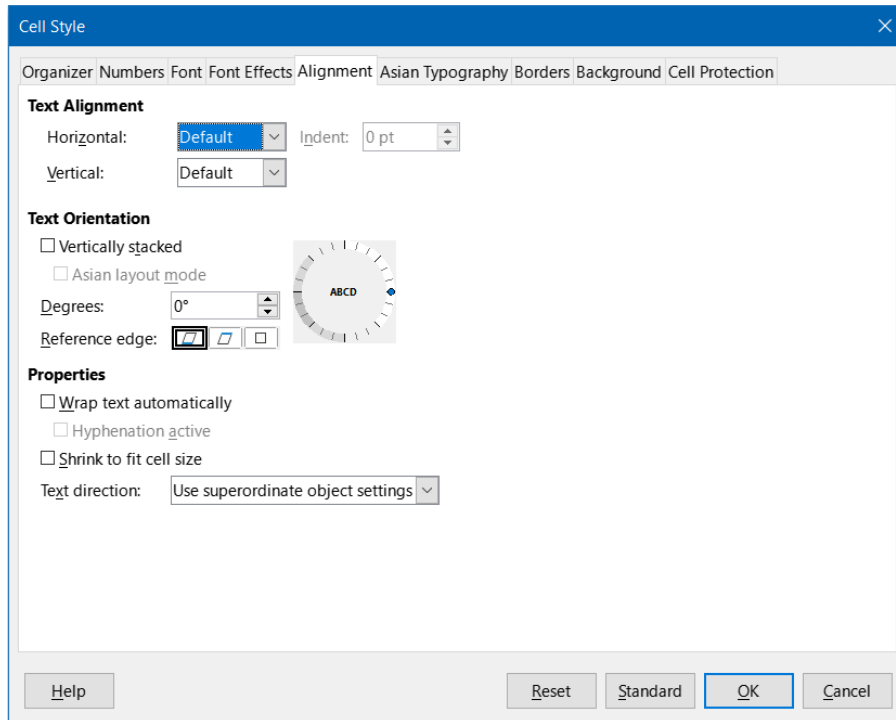 Cell Style
Organizer Numbers Font Font Effects Alignment Asian Typography Borders Background Cell Protection
Text Alignment
Horizontal: Default Indent: 0 pt
Vertical: Default
Text Orientation
Vertically stacked
Asian layout mode
ABCD
Degrees: 0°
Reference edge:
Properties
Wrap text automatically
Hyphenation active
Shrink to fit cell size
Text direction: Use superordinate object settings
Help Reset Standard OK Cancel